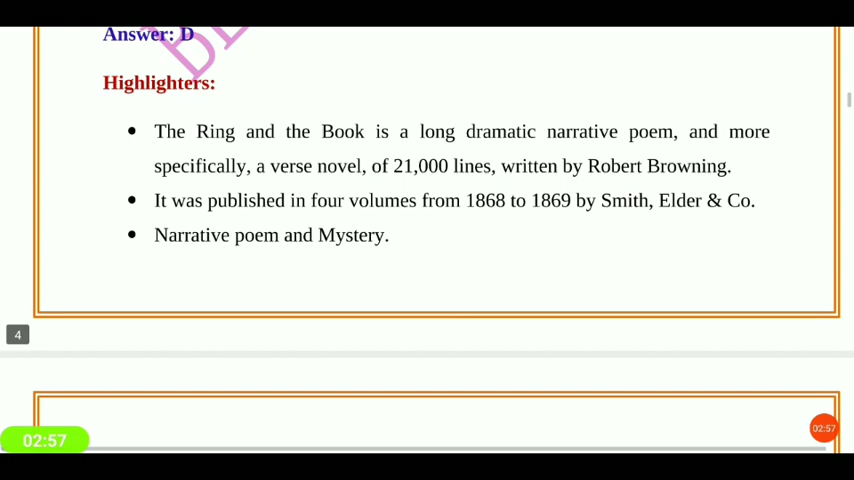 Answer: D
Highlighters:
• The Ring and the Book is a long dramatic narrative poem, and more
specifically, a verse novel, of 21,000 lines, written by Robert Browning.
• It was published in four volumes from 1868 to 1869 by Smith, Elder & Co.
• Narrative poem and Mystery.
4
02:57
02:57